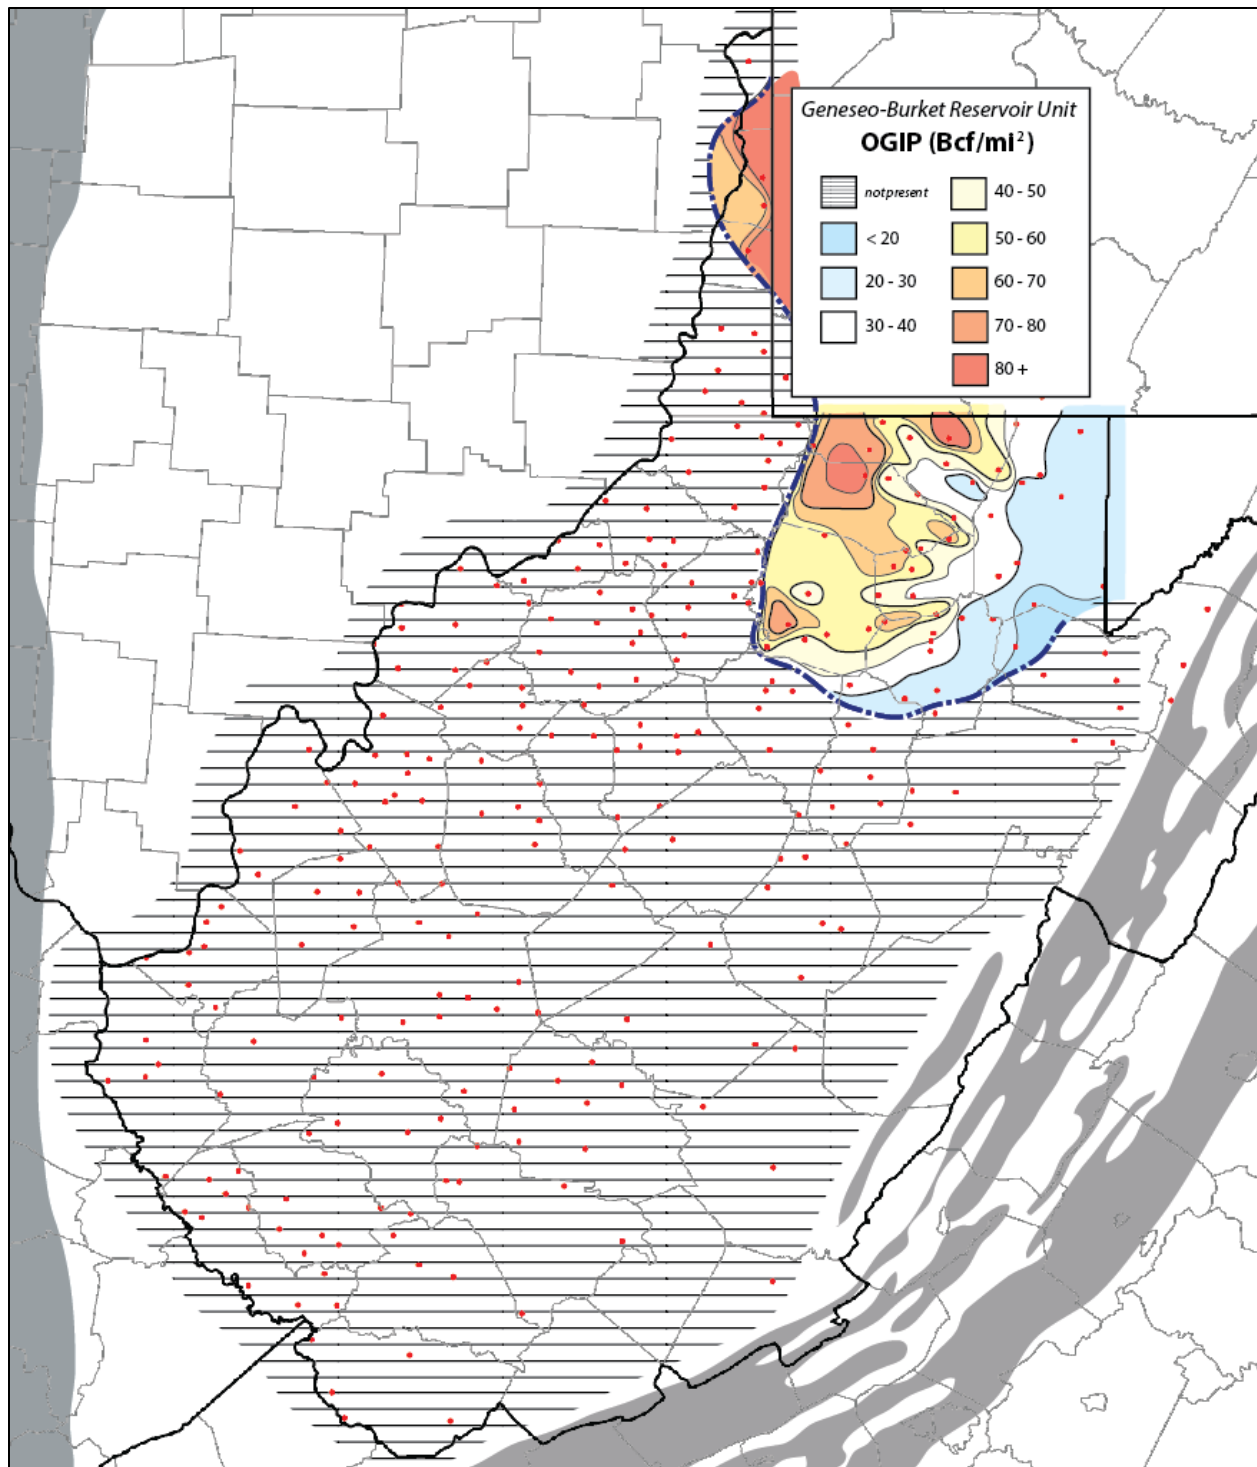 Geneseo-Burket Reservoir Unit
OGIP (Bcf/mi²)
notpresent
< 20
20 - 30
30 - 40
40 - 50
50 - 60
60 - 70
70 - 80
80 +